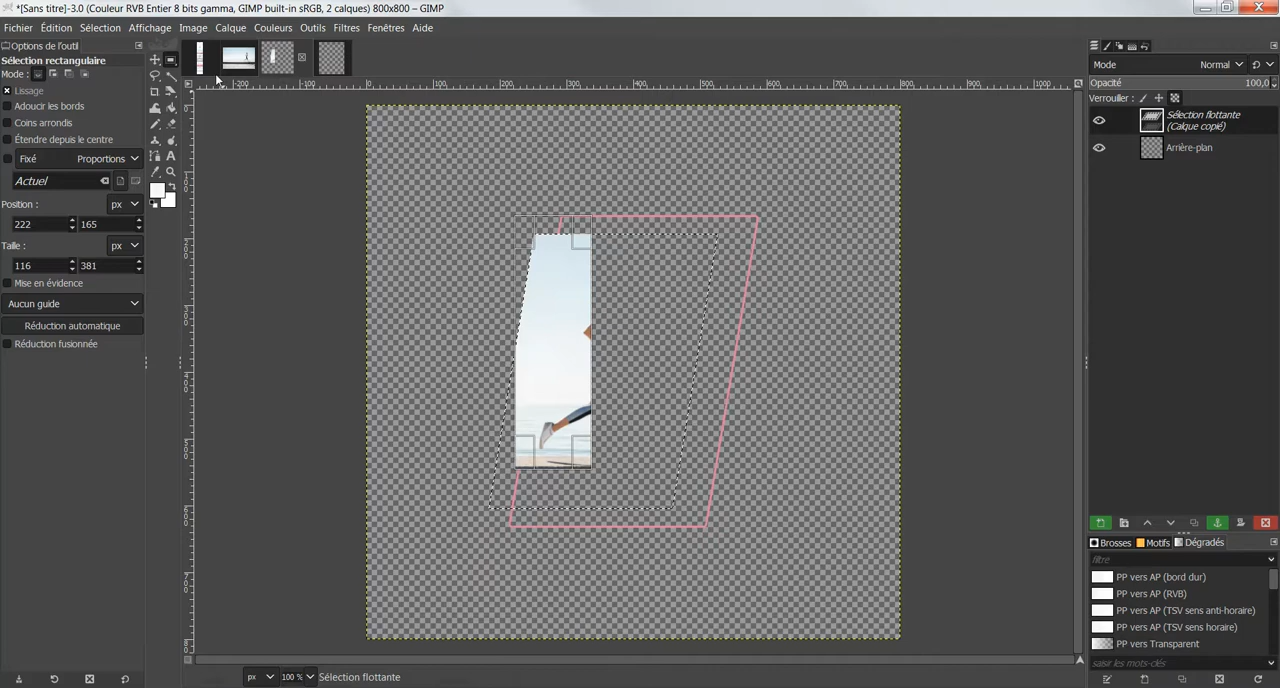 *[Sans titre]-3.0 (Couleur RVB Entier 8 bits gamma, GIMP built-in sRGB, 2 calques) 800x800 – GIMP
Fichier Édition Sélection Affichage Image Calque Couleurs Outils Filtres Fenêtres Aide
Options de l'outil
Sélection rectangulaire
Mode :
Lissage
Adoucir les bords
Coins arrondis
Étendre depuis le centre
Fixé Proportions
Actuel
Position : px
222 165
Taille : px
116 381
Mise en évidence
Aucun guide
Réduction automatique
Réduction fusionnée
px 100 % Sélection flottante
Mode Normal
Opacité 100,0
Verrouiller :
Sélection flottante
(Calque copié)
Arrière-plan
Brosses Motifs Dégradés
filtre
PP vers AP (bord dur)
PP vers AP (RVB)
PP vers AP (TSV sens anti-horaire)
PP vers AP (TSV sens horaire)
PP vers Transparent
saisir les mots-clés